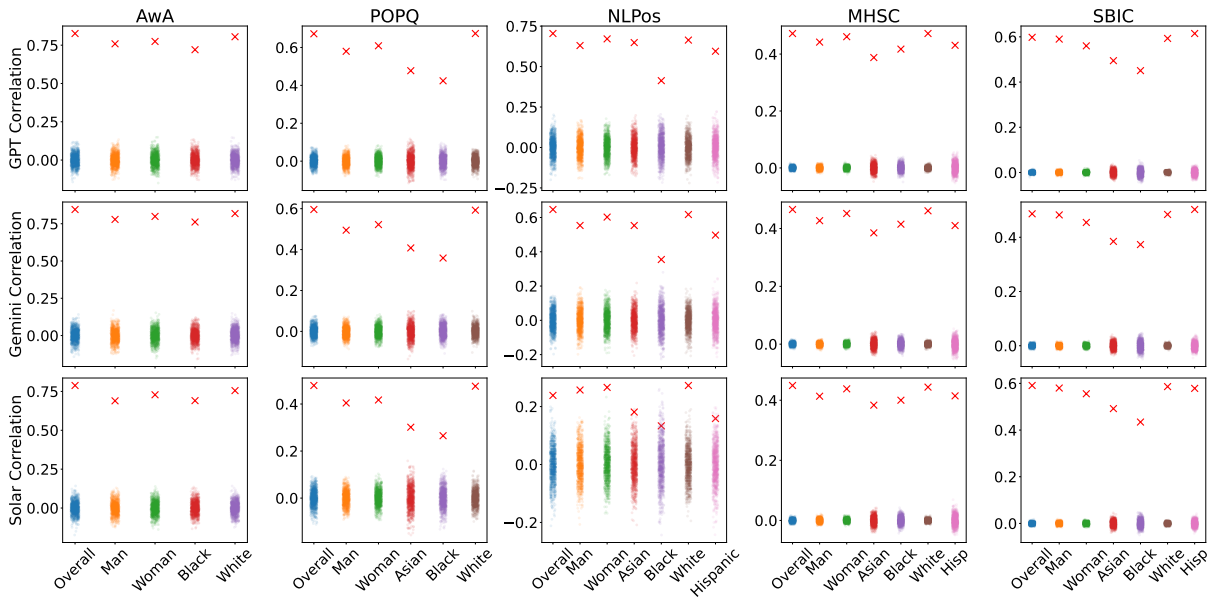 AwA POPQ NLPos MHSC SBIC
GPT Correlation
0.75 0.50 0.25 0.00
0.6 0.4 0.2 0.0
0.75 0.50 0.25 0.00 −0.25
0.4 0.2 0.0
0.6 0.4 0.2 0.0
Gemini Correlation
0.75 0.50 0.25 0.00
0.6 0.4 0.2 0.0
0.6 0.4 0.2 0.0 −0.2
0.4 0.2 0.0
0.4 0.2 0.0
Solar Correlation
0.75 0.50 0.25 0.00
0.4 0.2 0.0
0.2 0.0 −0.2
0.4 0.2 0.0
0.6 0.4 0.2 0.0
Overall Man Woman Black White
Overall Man Woman Asian Black White
Overall Man Woman Asian Black White Hispanic
Overall Man Woman Asian Black White Hisp
Overall Man Woman Asian Black White Hisp